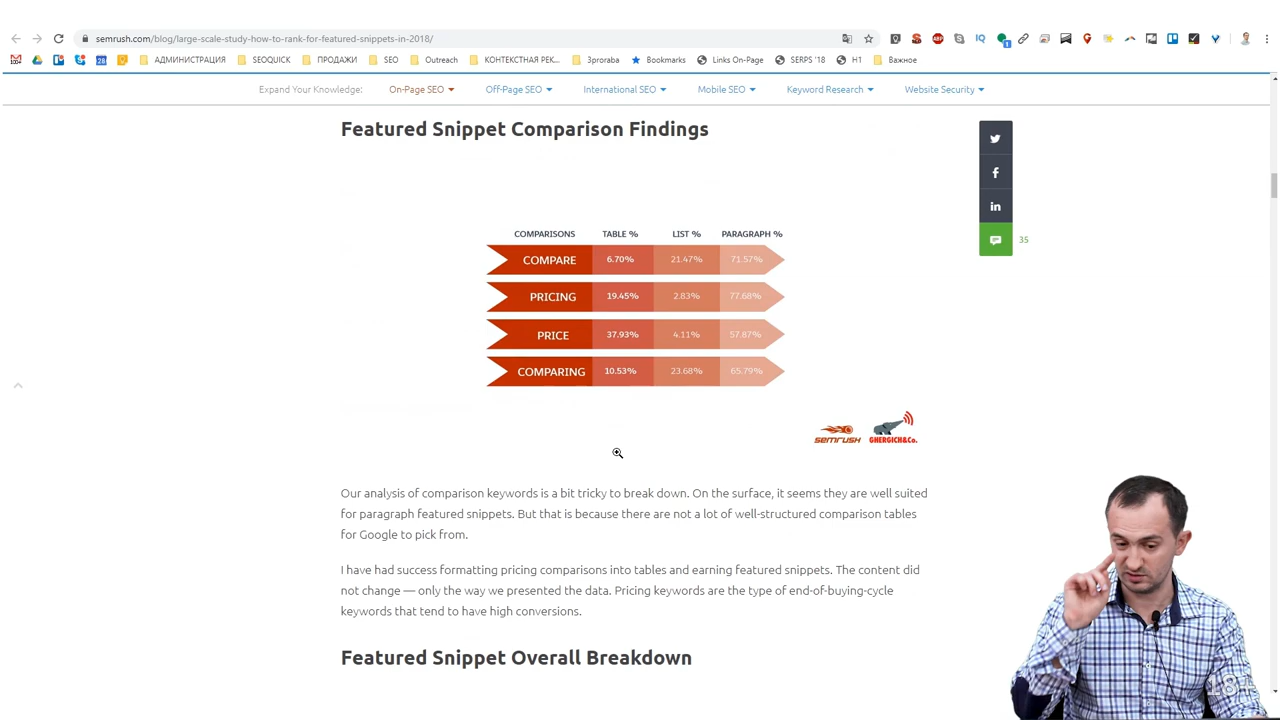 semrush.com/blog/large-scale-study-how-to-rank-for-featured-snippets-in-2018/
АДМИНИСТРАЦИЯ SEOQUICK ПРОДАЖИ SEO Outreach КОНТЕКСТНАЯ РЕК... 3proraba Bookmarks Links On-Page SERPS '18 H1 Важное
Expand Your Knowledge: On-Page SEO Off-Page SEO International SEO Mobile SEO Keyword Research Website Security
Featured Snippet Comparison Findings
35
COMPARISONS TABLE % LIST % PARAGRAPH %
COMPARE 6.70% 21.47% 71.57%
PRICING 19.45% 2.83% 77.68%
PRICE 37.93% 4.11% 57.87%
COMPARING 10.53% 23.68% 65.79%
SEMRUSH GHERGICH&Co.
Our analysis of comparison keywords is a bit tricky to break down. On the surface, it seems they are well suited
for paragraph featured snippets. But that is because there are not a lot of well-structured comparison tables
for Google to pick from.
I have had success formatting pricing comparisons into tables and earning featured snippets. The content did
not change — only the way we presented the data. Pricing keywords are the type of end-of-buying-cycle
keywords that tend to have high conversions.
Featured Snippet Overall Breakdown
18+